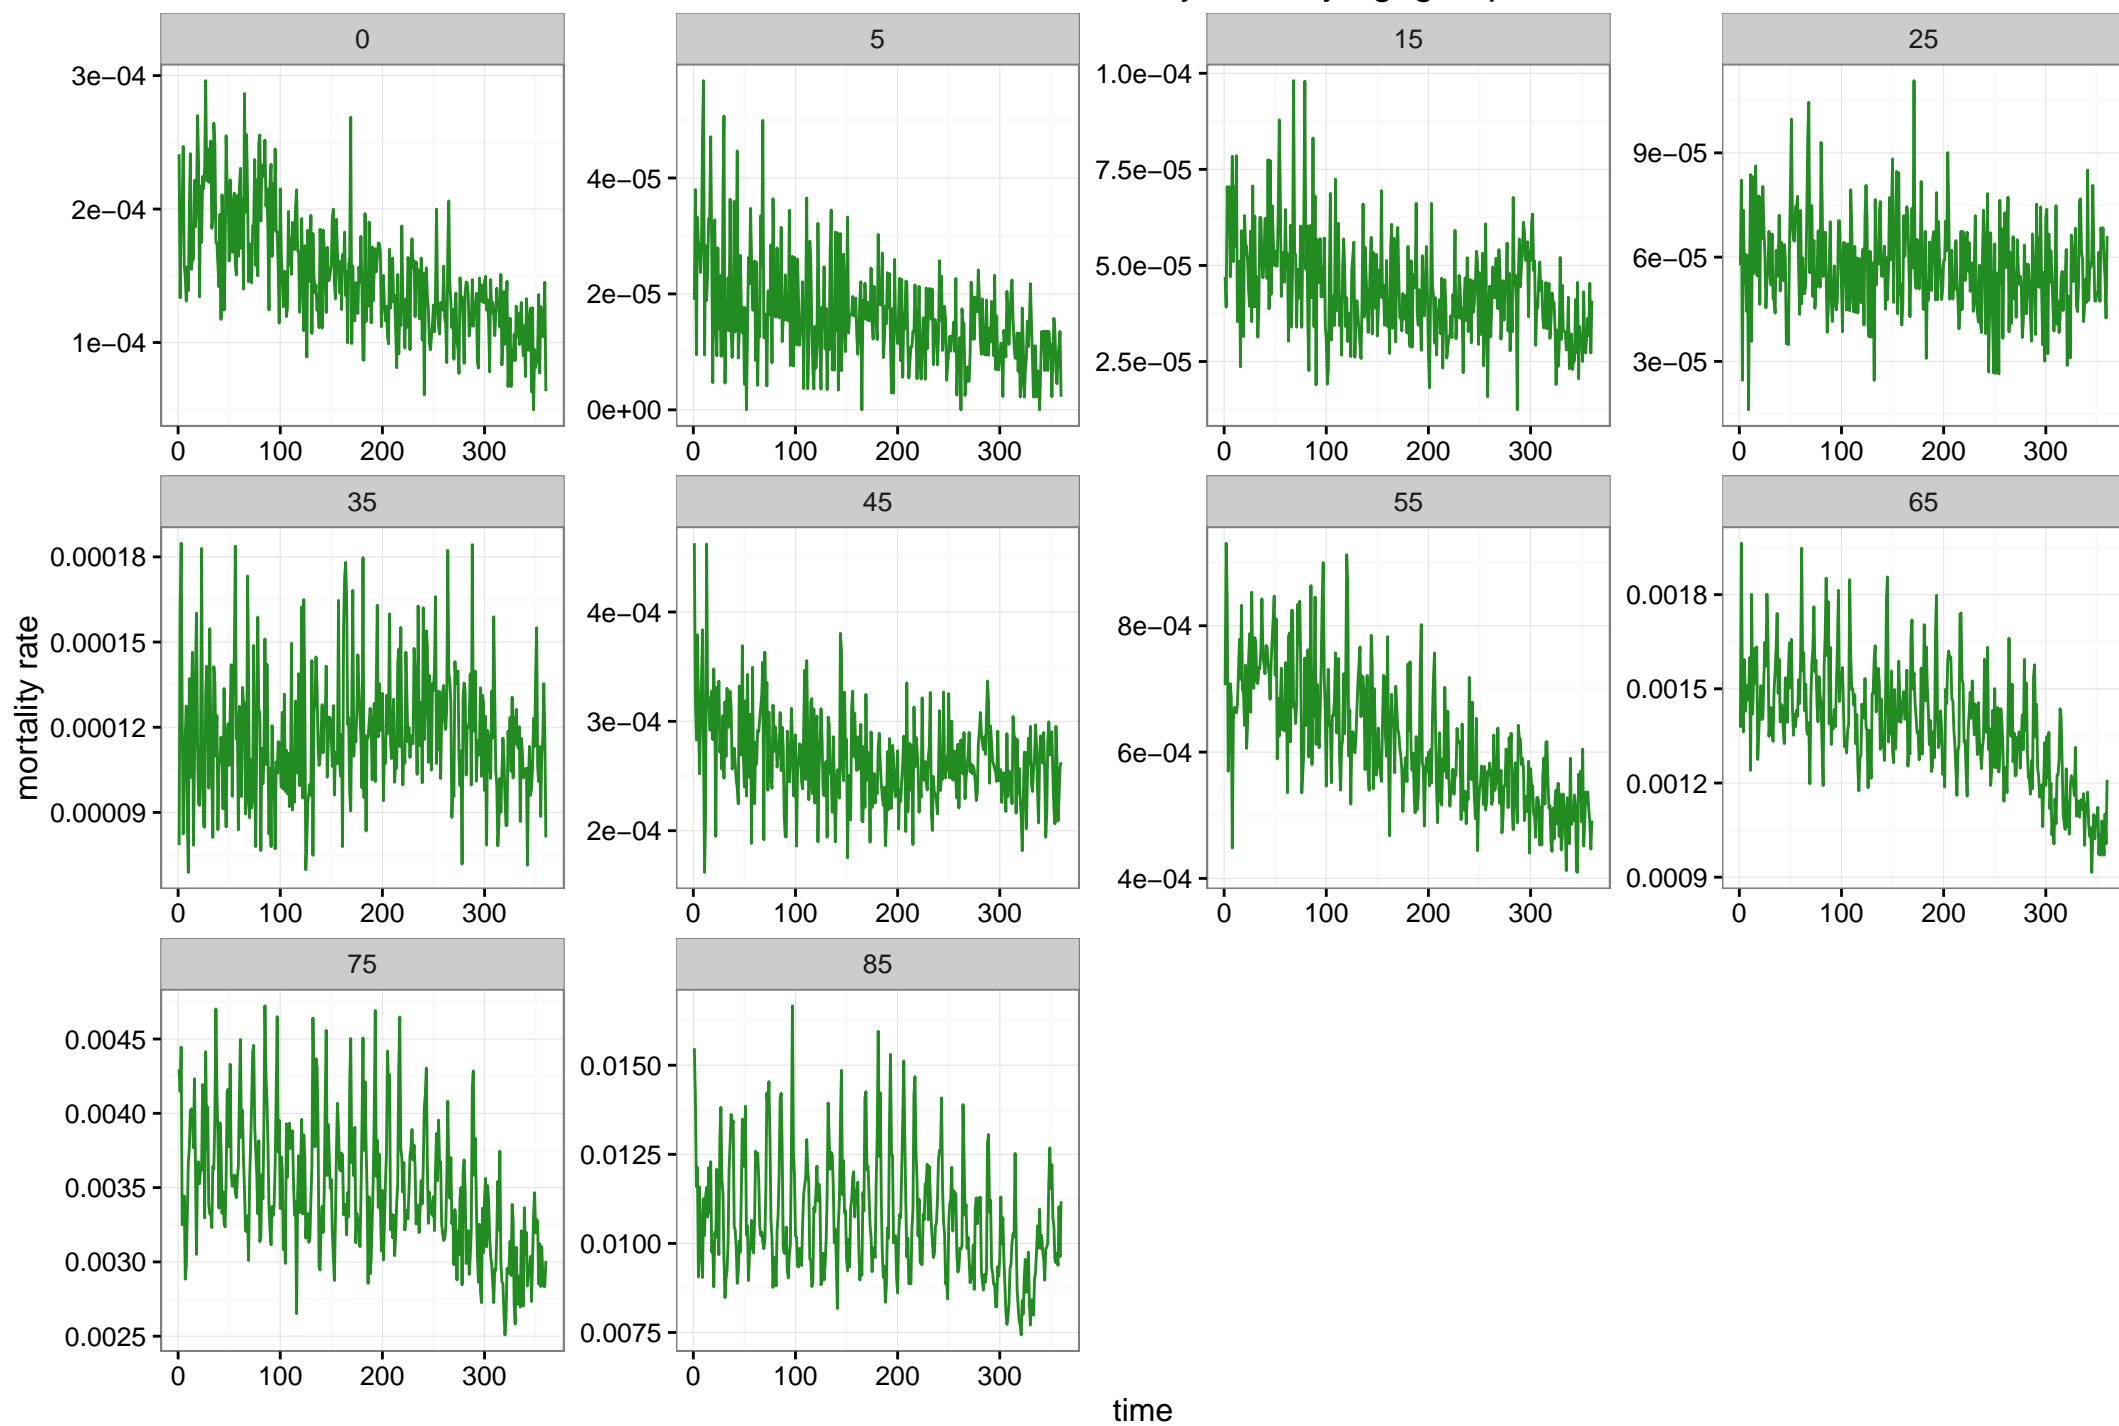 0 5 15 25
3e−04 2e−04 1e−04
4e−05 2e−05 0e+00
1.0e−04 7.5e−05 5.0e−05 2.5e−05
9e−05 6e−05 3e−05
0 100 200 300 0 100 200 300 0 100 200 300 0 100 200 300
35 45 55 65
mortality rate
0.00018 0.00015 0.00012 0.00009
4e−04 3e−04 2e−04
8e−04 6e−04 4e−04
0.0018 0.0015 0.0012 0.0009
0 100 200 300 0 100 200 300 0 100 200 300 0 100 200 300
75 85
0.0045 0.0040 0.0035 0.0030 0.0025
0.0150 0.0125 0.0100 0.0075
0 100 200 300 0 100 200 300
time